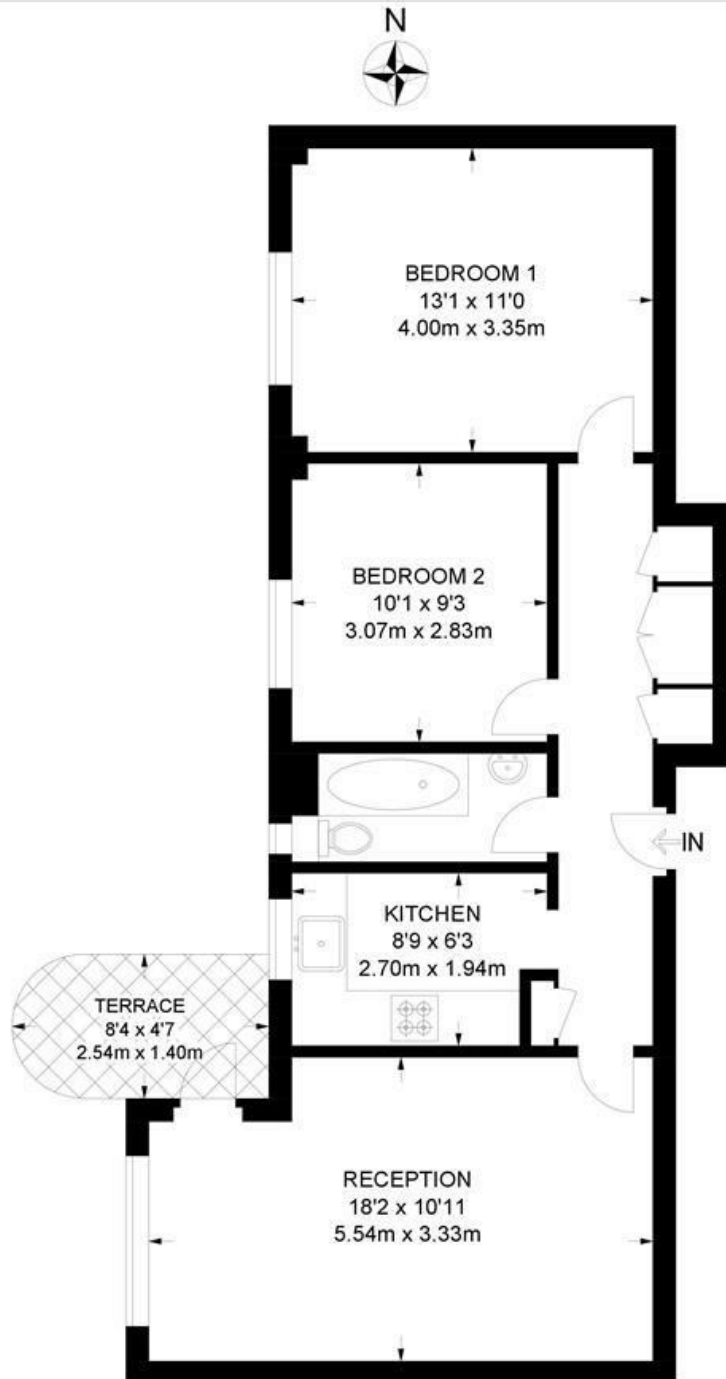 N
BEDROOM 1
13'1 x 11'0
4.00m x 3.35m
BEDROOM 2
10'1 x 9'3
3.07m x 2.83m
IN
KITCHEN
8'9 x 6'3
2.70m x 1.94m
TERRACE
8'4 x 4'7
2.54m x 1.40m
RECEPTION
18'2 x 10'11
5.54m x 3.33m